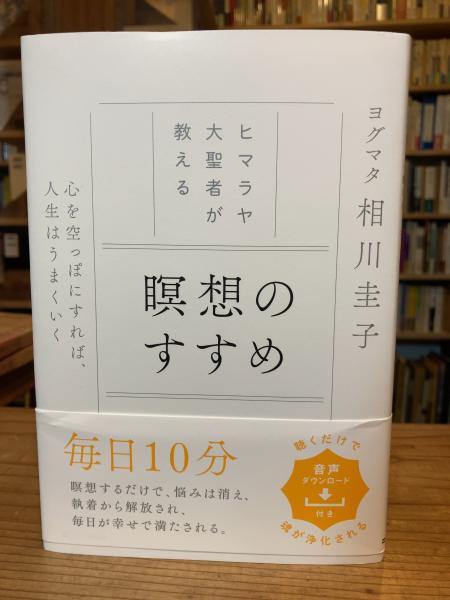 ヒマラヤ
大聖者が
教える
ヨグマタ 相川圭子
心を空っぽにすれば、
人生はうまくいく
瞑想の
すすめ
毎日10分
瞑想するだけで、悩みは消え、
執着から解放され、
毎日が幸せで満たされる。
聴くだけで
音声
ダウンロード
付き
魂が浄化される